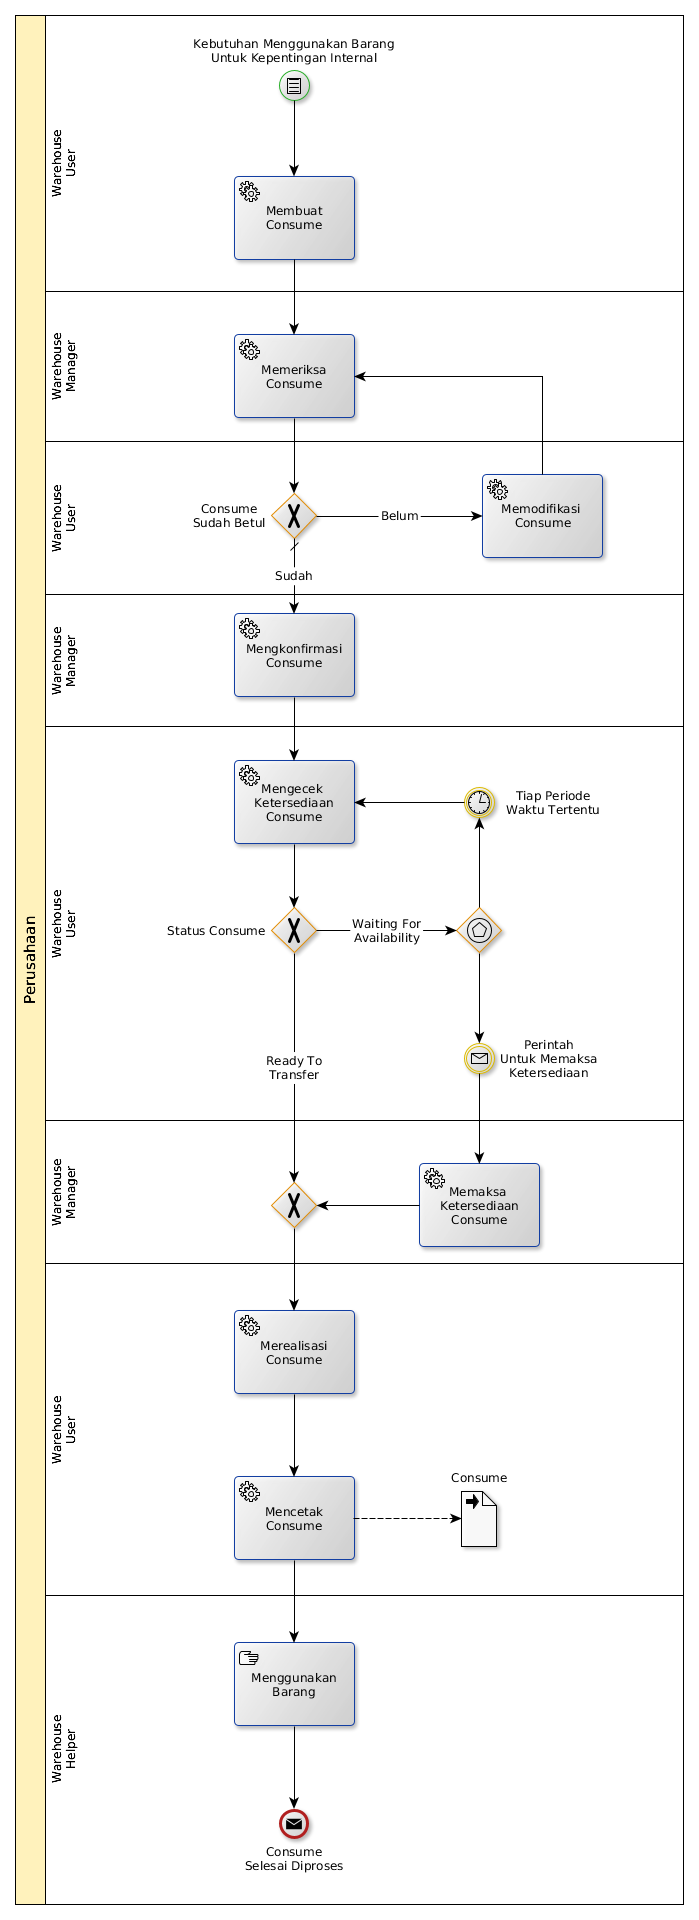 Perusahaan
Warehouse
User
Kebutuhan Menggunakan Barang
Untuk Kepentingan Internal
Membuat
Consume
Warehouse
Manager
Memeriksa
Consume
Warehouse
User
Consume
Sudah Betul
Belum
Memodifikasi
Consume
Sudah
Warehouse
Manager
Mengkonfirmasi
Consume
Warehouse
User
Mengecek
Ketersediaan
Consume
Tiap Periode
Waktu Tertentu
Status Consume
Waiting For
Availability
Ready To
Transfer
Perintah
Untuk Memaksa
Ketersediaan
Warehouse
Manager
Memaksa
Ketersediaan
Consume
Warehouse
User
Merealisasi
Consume
Mencetak
Consume
Consume
Warehouse
Helper
Menggunakan
Barang
Consume
Selesai Diproses